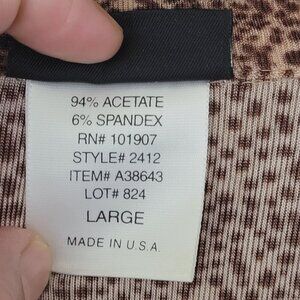 94% ACETATE
6% SPANDEX
RN# 101907
STYLE# 2412
ITEM# A38643
LOT# 824
LARGE
MADE IN U.S.A.